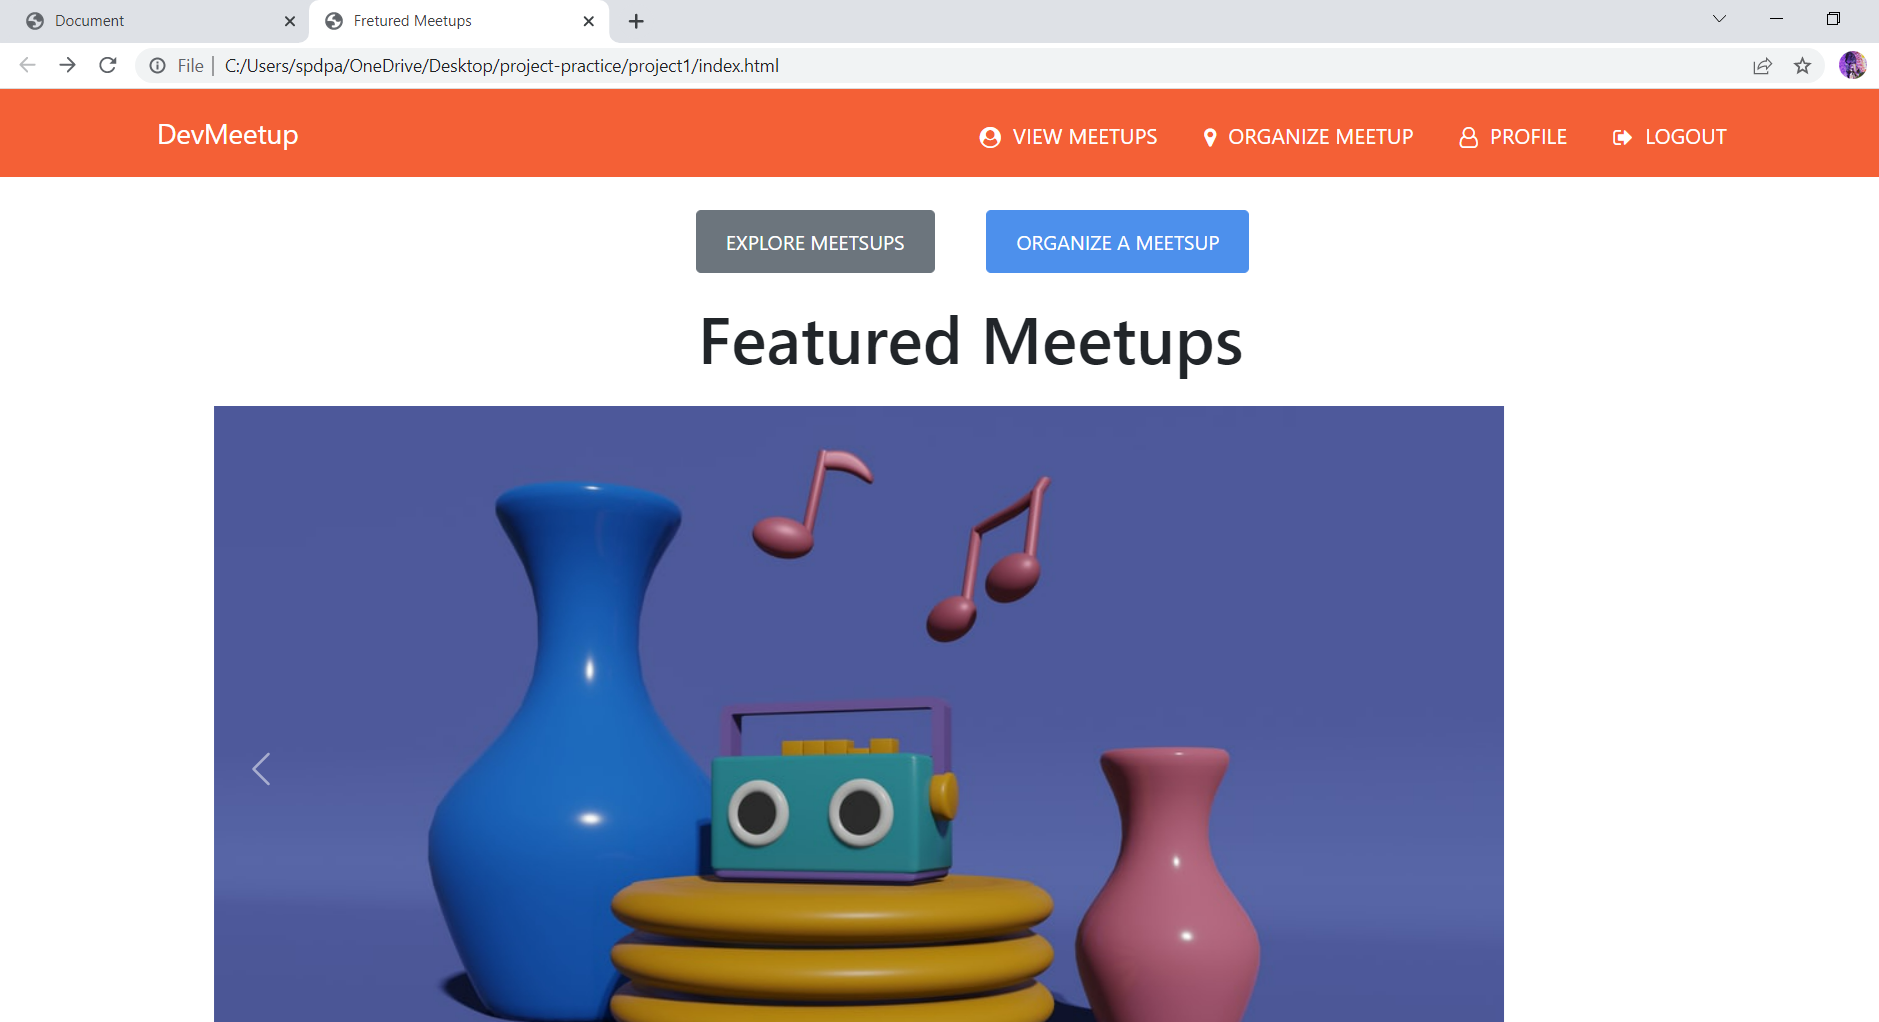 Document
Fretured Meetups
File
C:/Users/spdpa/OneDrive/Desktop/project-practice/project1/index.html
DevMeetup
VIEW MEETUPS
ORGANIZE MEETUP
PROFILE
LOGOUT
EXPLORE MEETSUPS
ORGANIZE A MEETSUP
Featured Meetups